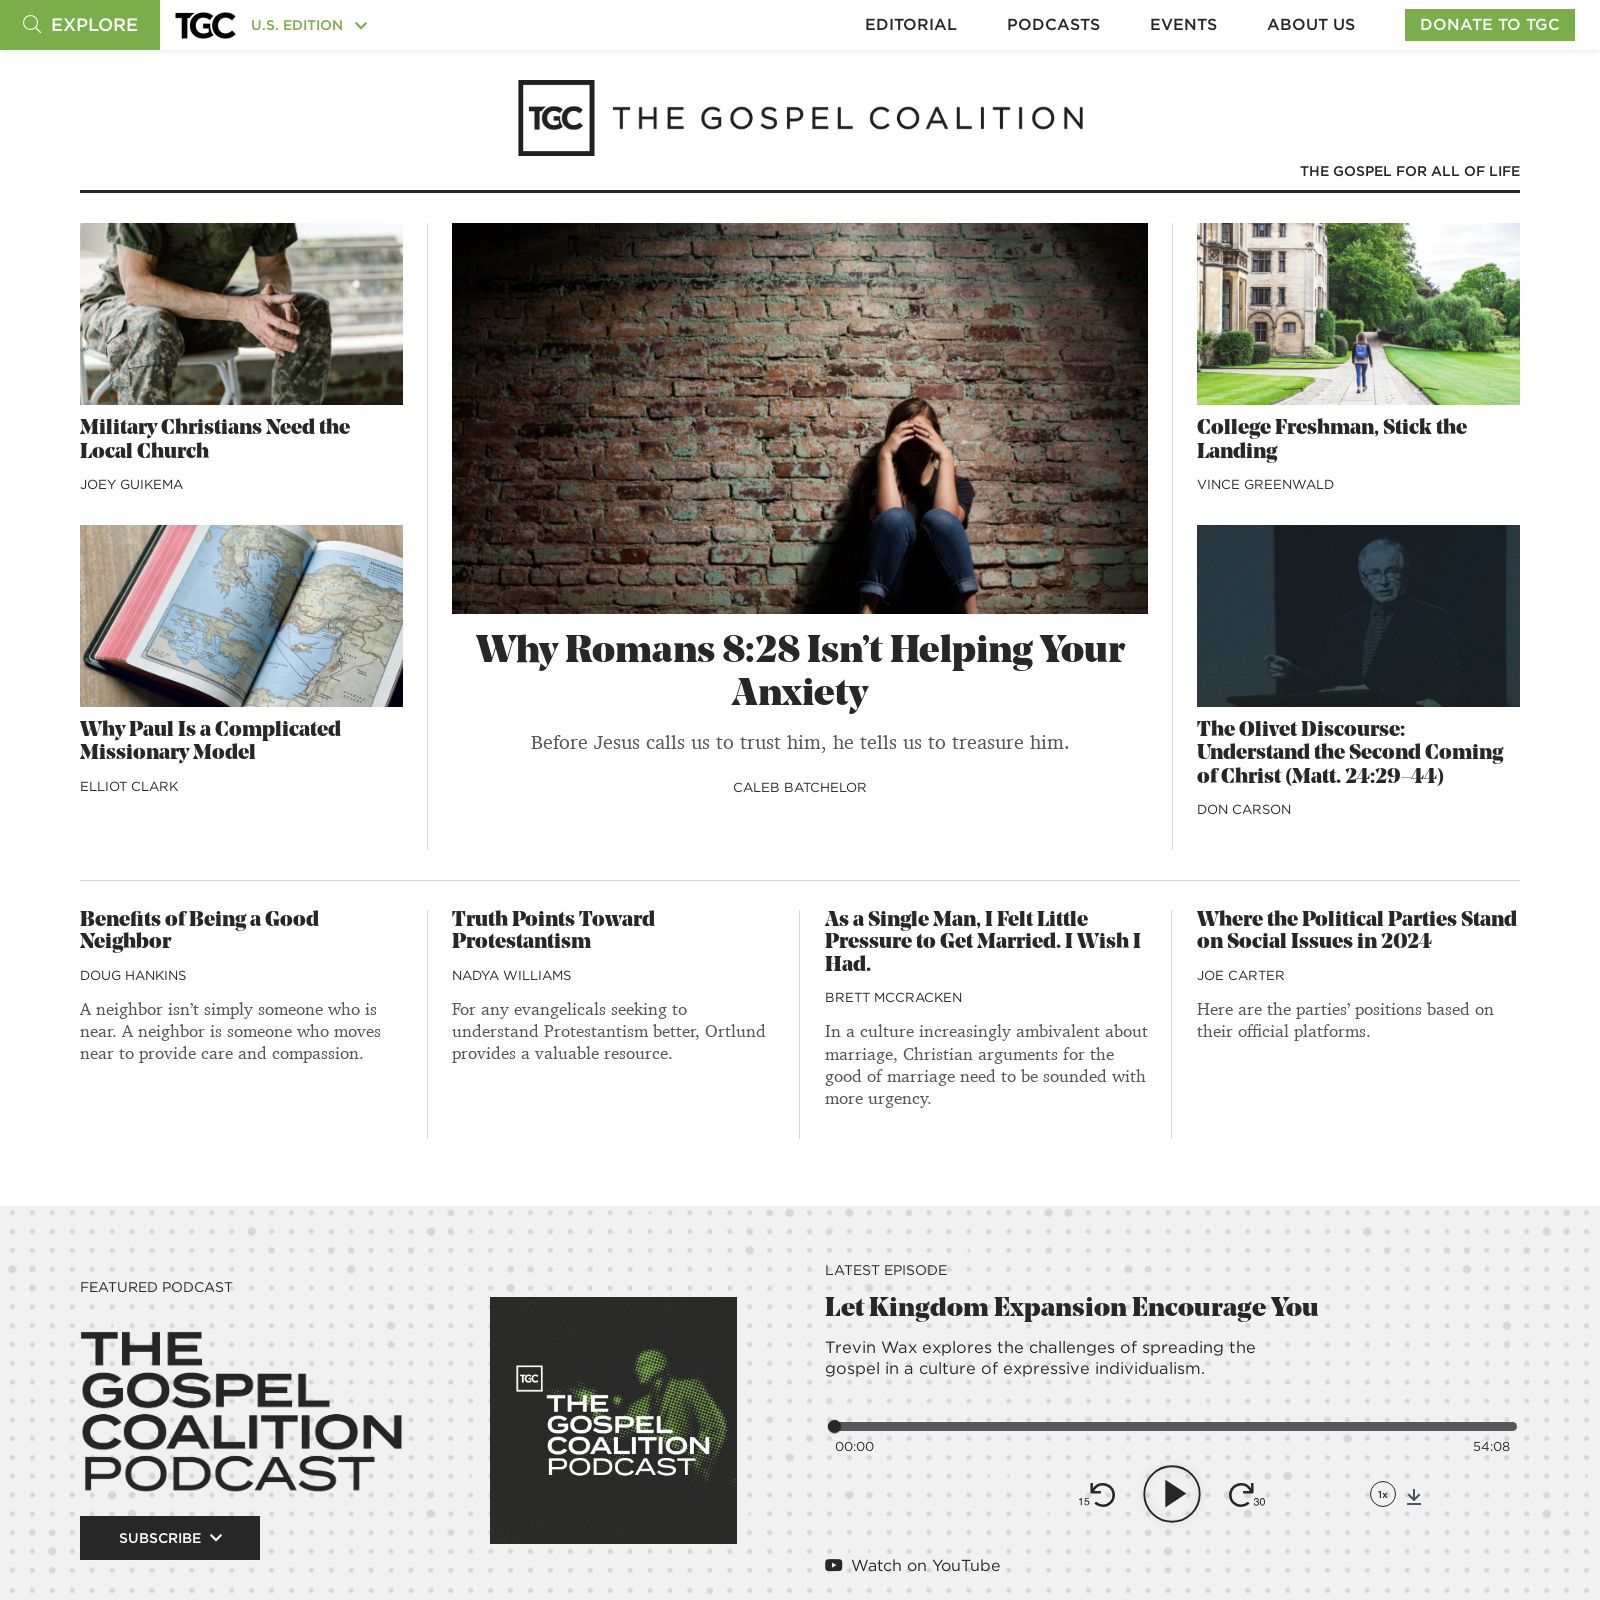 EXPLORE
TGC
U.S. EDITION
EDITORIAL
PODCASTS
EVENTS
ABOUT US
DONATE TO TGC
TGC
THE GOSPEL COALITION
THE GOSPEL FOR ALL OF LIFE
Military Christians Need the
Local Church
JOEY GUIKEMA
Why Paul Is a Complicated
Missionary Model
ELLIOT CLARK
Why Romans 8:28 Isn’t Helping Your
Anxiety
Before Jesus calls us to trust him, he tells us to treasure him.
CALEB BATCHELOR
College Freshman, Stick the
Landing
VINCE GREENWALD
The Olivet Discourse:
Understand the Second Coming
of Christ (Matt. 24:29–44)
DON CARSON
Benefits of Being a Good
Neighbor
DOUG HANKINS
A neighbor isn’t simply someone who is
near. A neighbor is someone who moves
near to provide care and compassion.
Truth Points Toward
Protestantism
NADYA WILLIAMS
For any evangelicals seeking to
understand Protestantism better, Ortlund
provides a valuable resource.
As a Single Man, I Felt Little
Pressure to Get Married. I Wish I
Had.
BRETT MCCRACKEN
In a culture increasingly ambivalent about
marriage, Christian arguments for the
good of marriage need to be sounded with
more urgency.
Where the Political Parties Stand
on Social Issues in 2024
JOE CARTER
Here are the parties’ positions based on
their official platforms.
FEATURED PODCAST
THE
GOSPEL
COALITION
PODCAST
SUBSCRIBE
TGC
THE
GOSPEL
COALITION
PODCAST
LATEST EPISODE
Let Kingdom Expansion Encourage You
Trevin Wax explores the challenges of spreading the
gospel in a culture of expressive individualism.
00:00
54:08
15
30
1x
Watch on YouTube